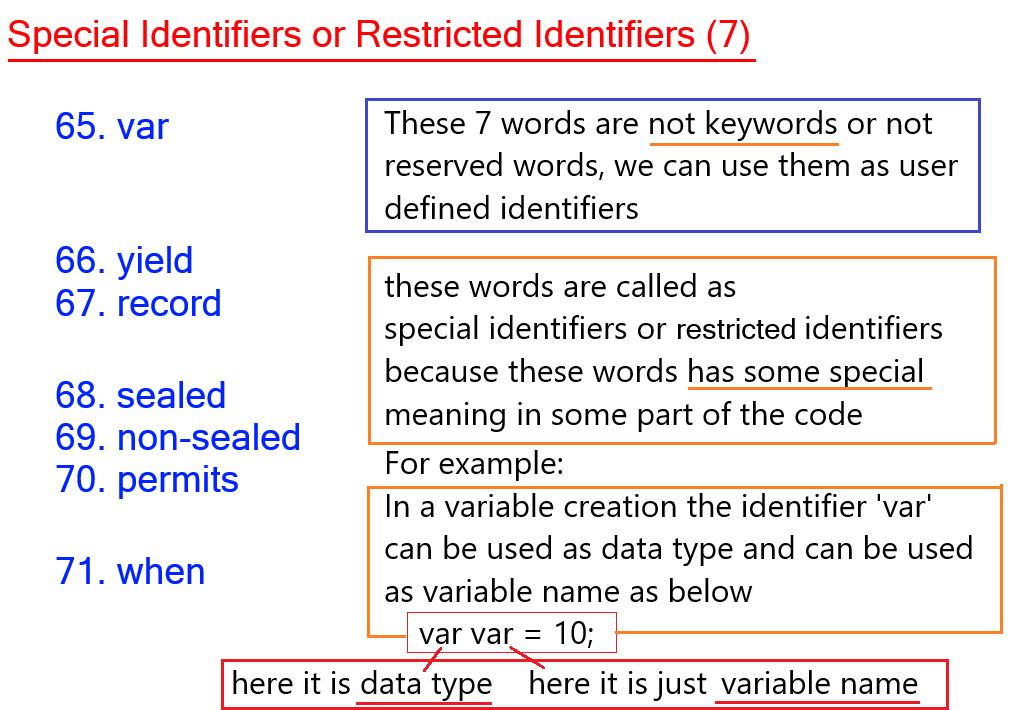 Special Identifiers or Restricted Identifiers (7)
65. var
66. yield
67. record
68. sealed
69. non-sealed
70. permits
71. when
These 7 words are not keywords or not
reserved words, we can use them as user
defined identifiers
these words are called as
special identifiers or restricted identifiers
because these words has some special
meaning in some part of the code
For example:
In a variable creation the identifier 'var'
can be used as data type and can be used
as variable name as below
var var = 10;
here it is data type here it is just variable name